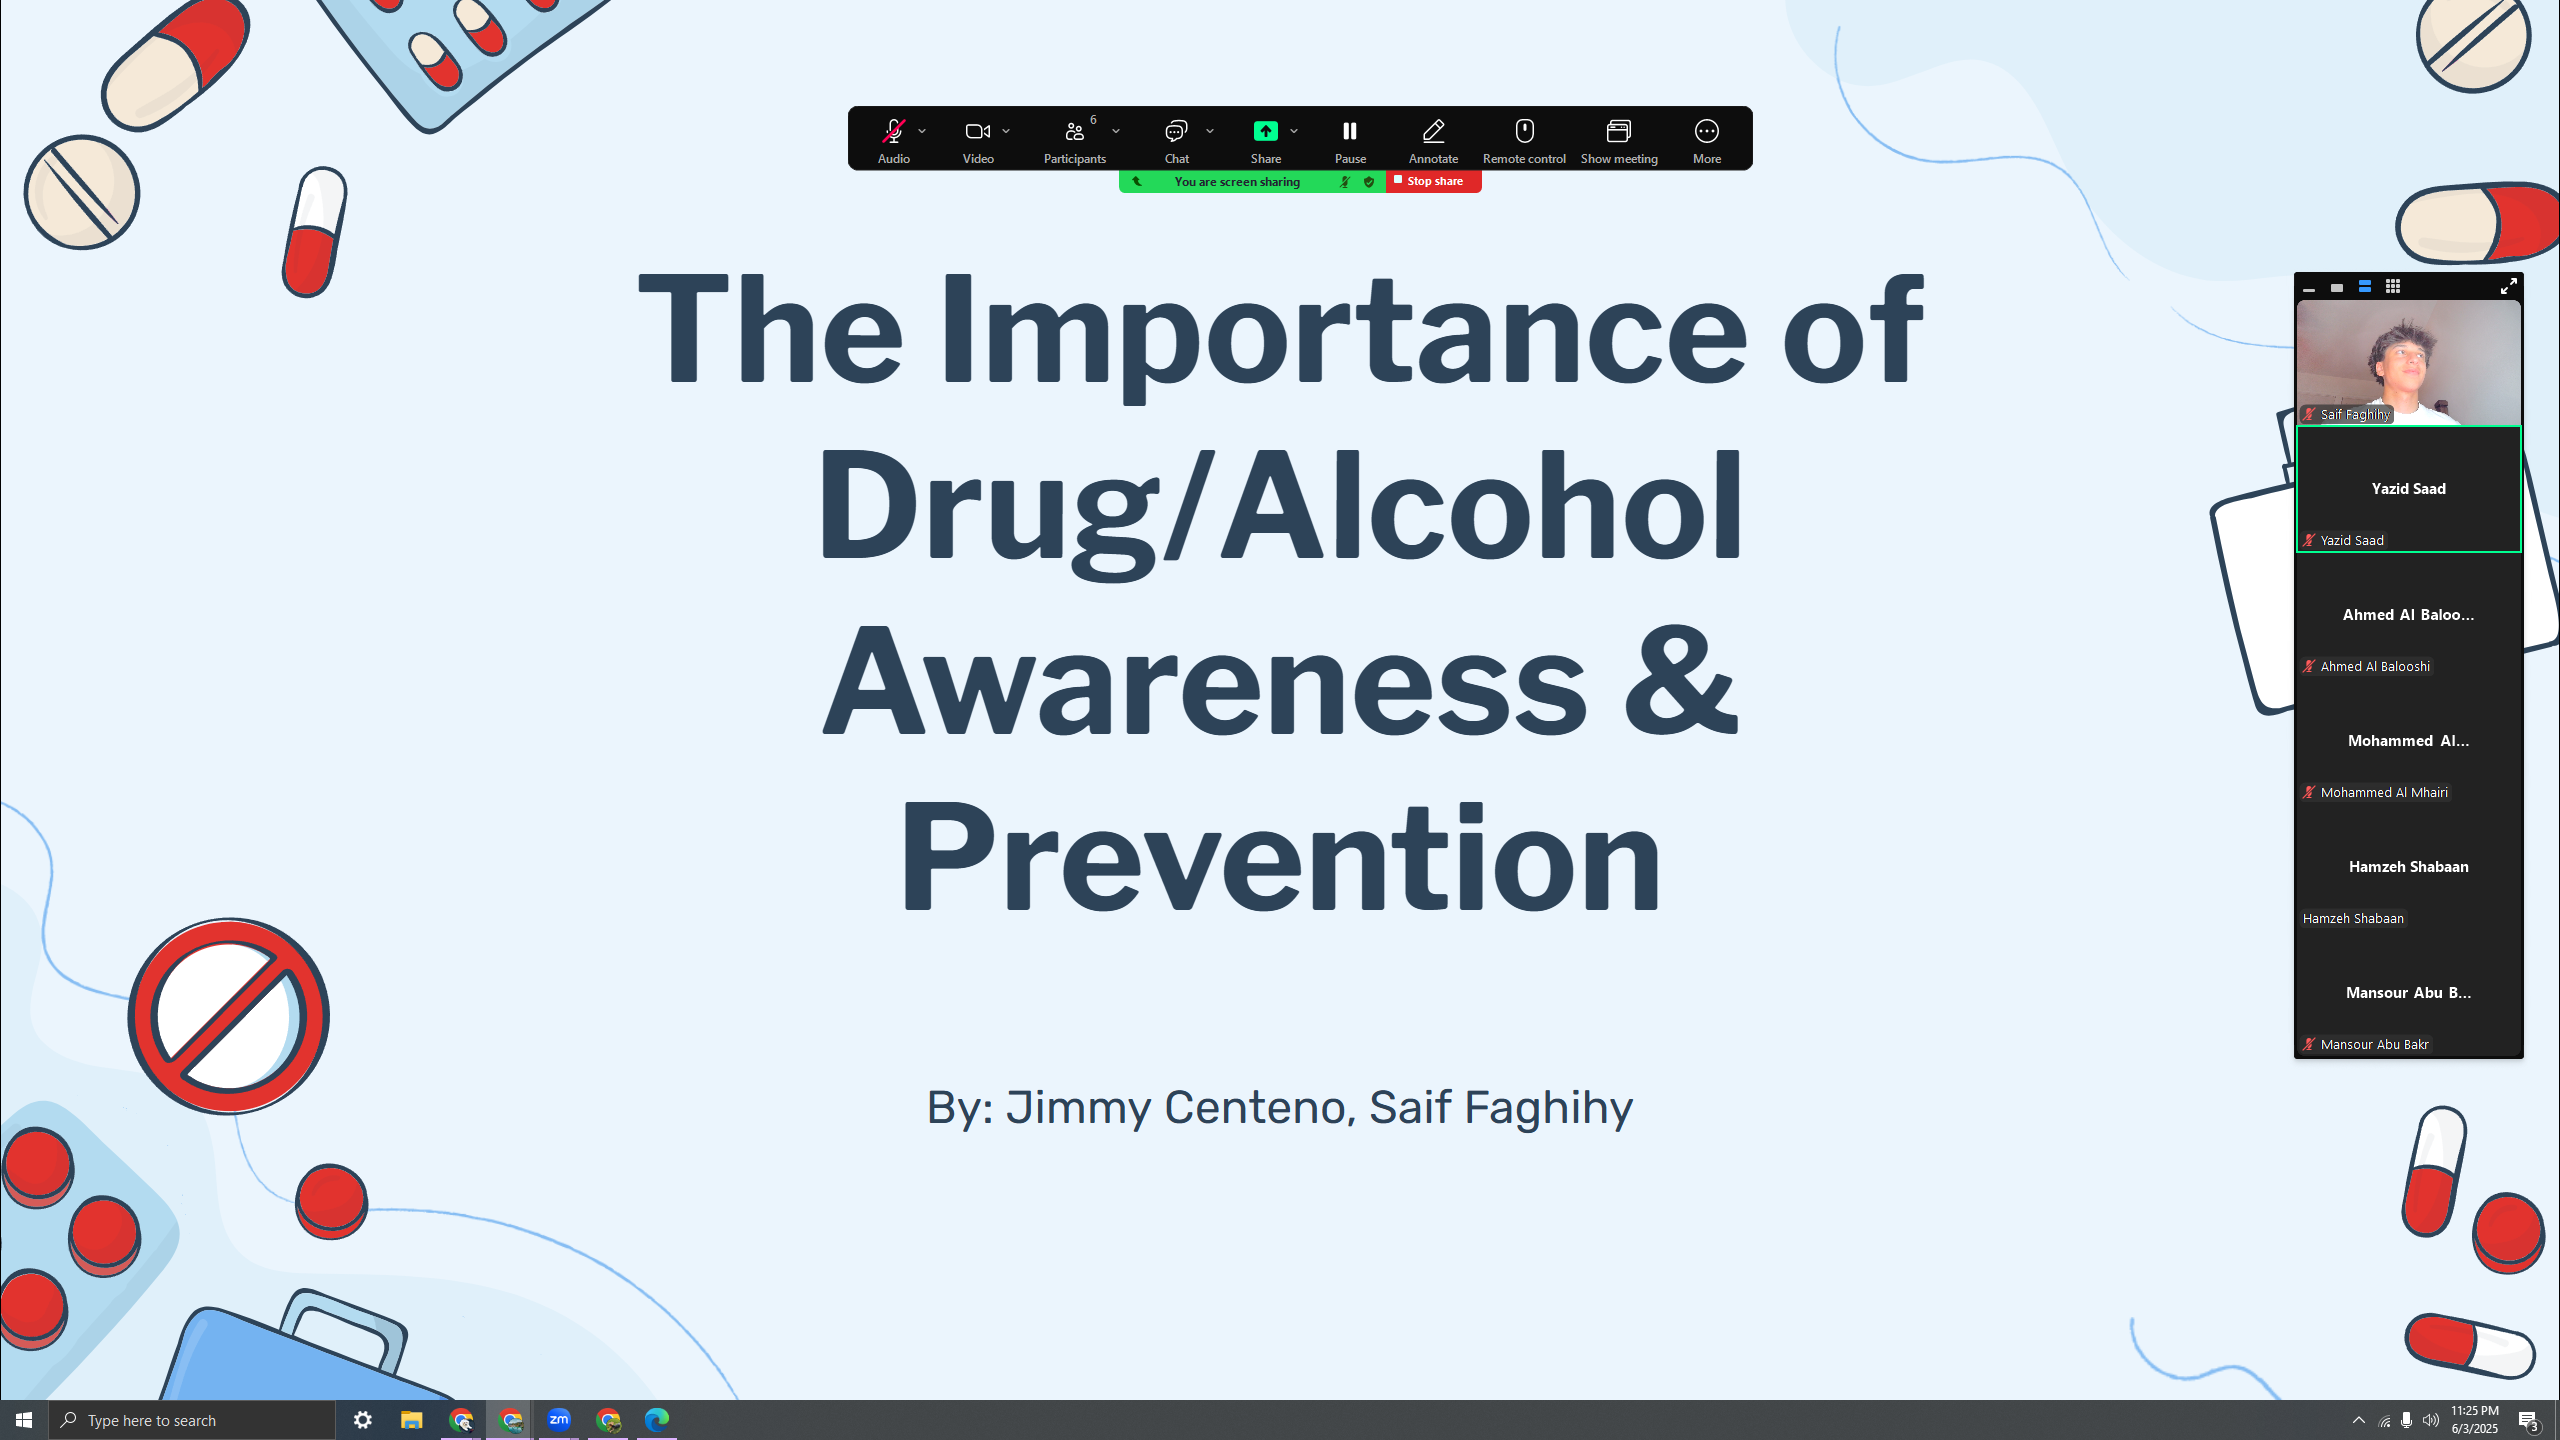 6
Audio
Video
Participants
Chat
Share
Pause
Annotate
Remote control
Show meeting
More
You are screen sharing
Stop share
The Importance of
Drug/Alcohol
Awareness &
Prevention
By: Jimmy Centeno, Saif Faghihy
Saif Faghihy
Yazid Saad
Yazid Saad
Ahmed Al Baloo...
Ahmed Al Balooshi
Mohammed Al...
Mohammed Al Mhairi
Hamzeh Shabaan
Hamzeh Shabaan
Mansour Abu B...
Mansour Abu Bakr
Type here to search
zm
11:25 PM
6/3/2025
3